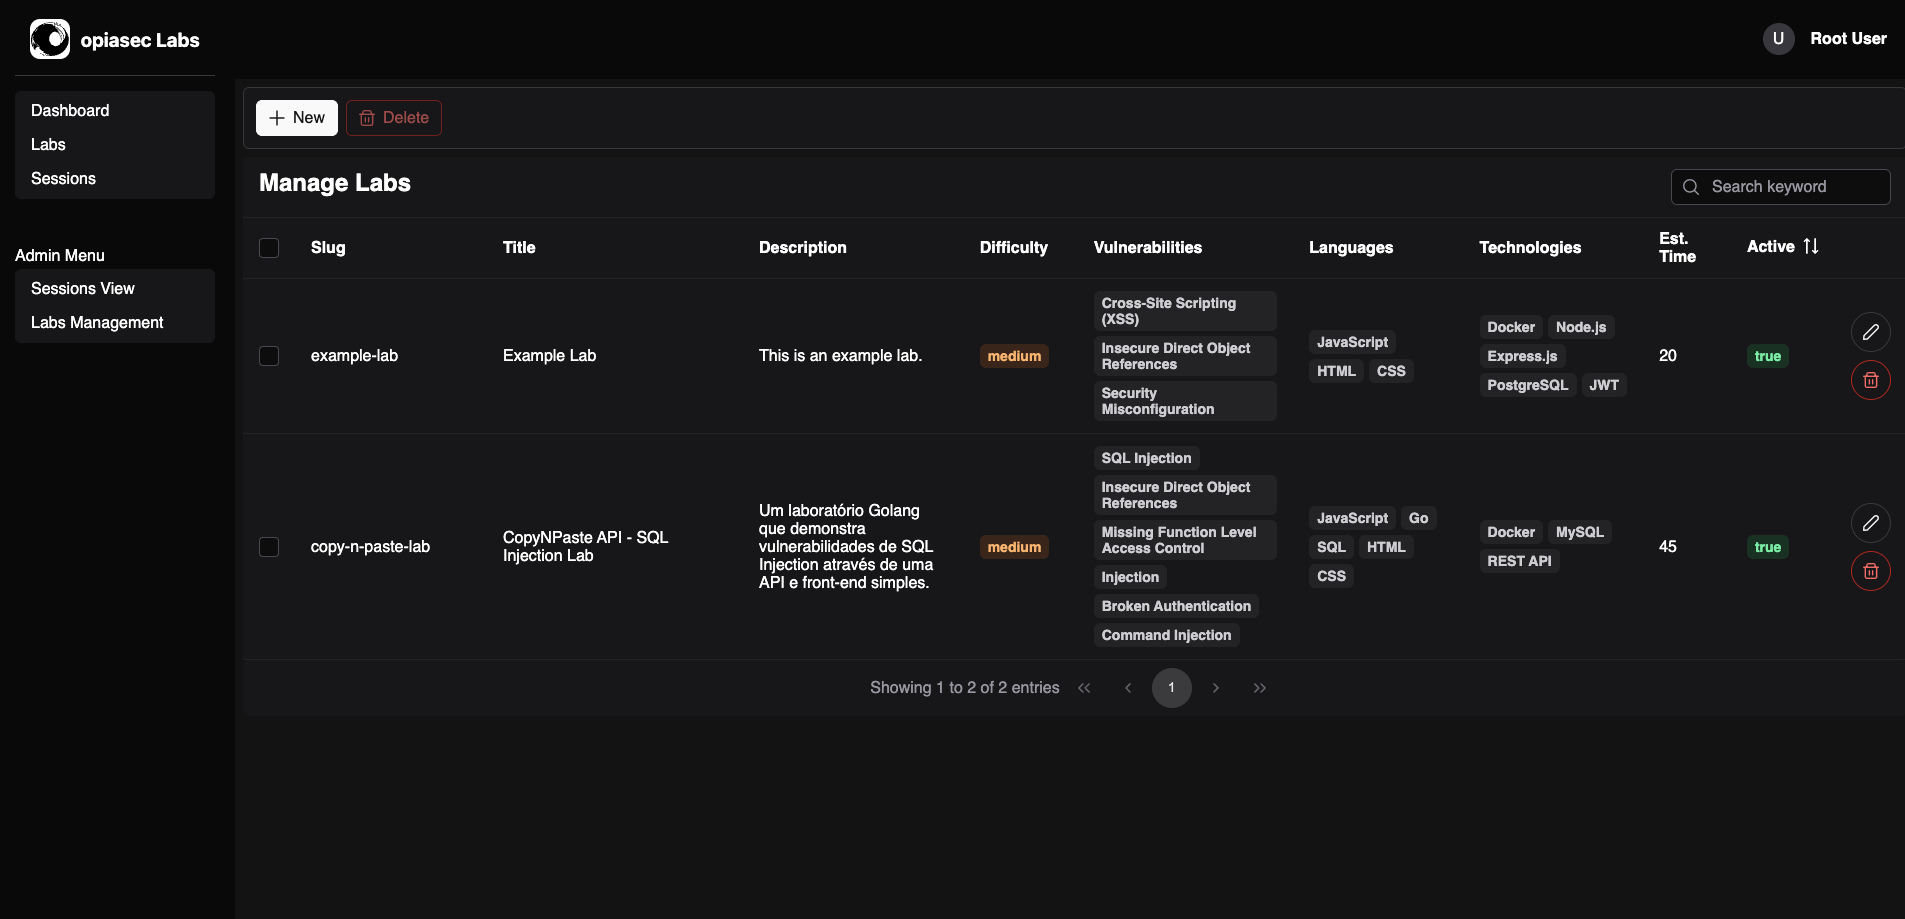 opiasec Labs
U
Root User
Dashboard
Labs
Sessions
Admin Menu
Sessions View
Labs Management
New
Delete
Manage Labs
Search keyword
Slug
Title
Description
Difficulty
Vulnerabilities
Languages
Technologies
Est.
Time
Active
example-lab
Example Lab
This is an example lab.
medium
Cross-Site Scripting
(XSS)
Insecure Direct Object
References
Security
Misconfiguration
JavaScript
HTML CSS
Docker Node.js
Express.js
PostgreSQL JWT
20
true
copy-n-paste-lab
CopyNPaste API - SQL
Injection Lab
Um laboratório Golang
que demonstra
vulnerabilidades de SQL
Injection através de uma
API e front-end simples.
medium
SQL Injection
Insecure Direct Object
References
Missing Function Level
Access Control
Injection
Broken Authentication
Command Injection
JavaScript Go
SQL HTML
CSS
Docker MySQL
REST API
45
true
Showing 1 to 2 of 2 entries
1